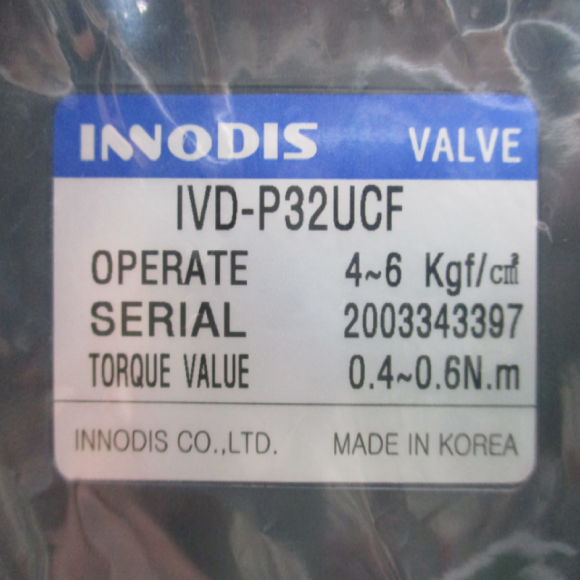 INNODIS VALVE
IVD-P32UCF
OPERATE 4~6 Kgf/㎠
SERIAL 2003343397
TORQUE VALUE 0.4~0.6N.m
INNODIS CO.,LTD. MADE IN KOREA